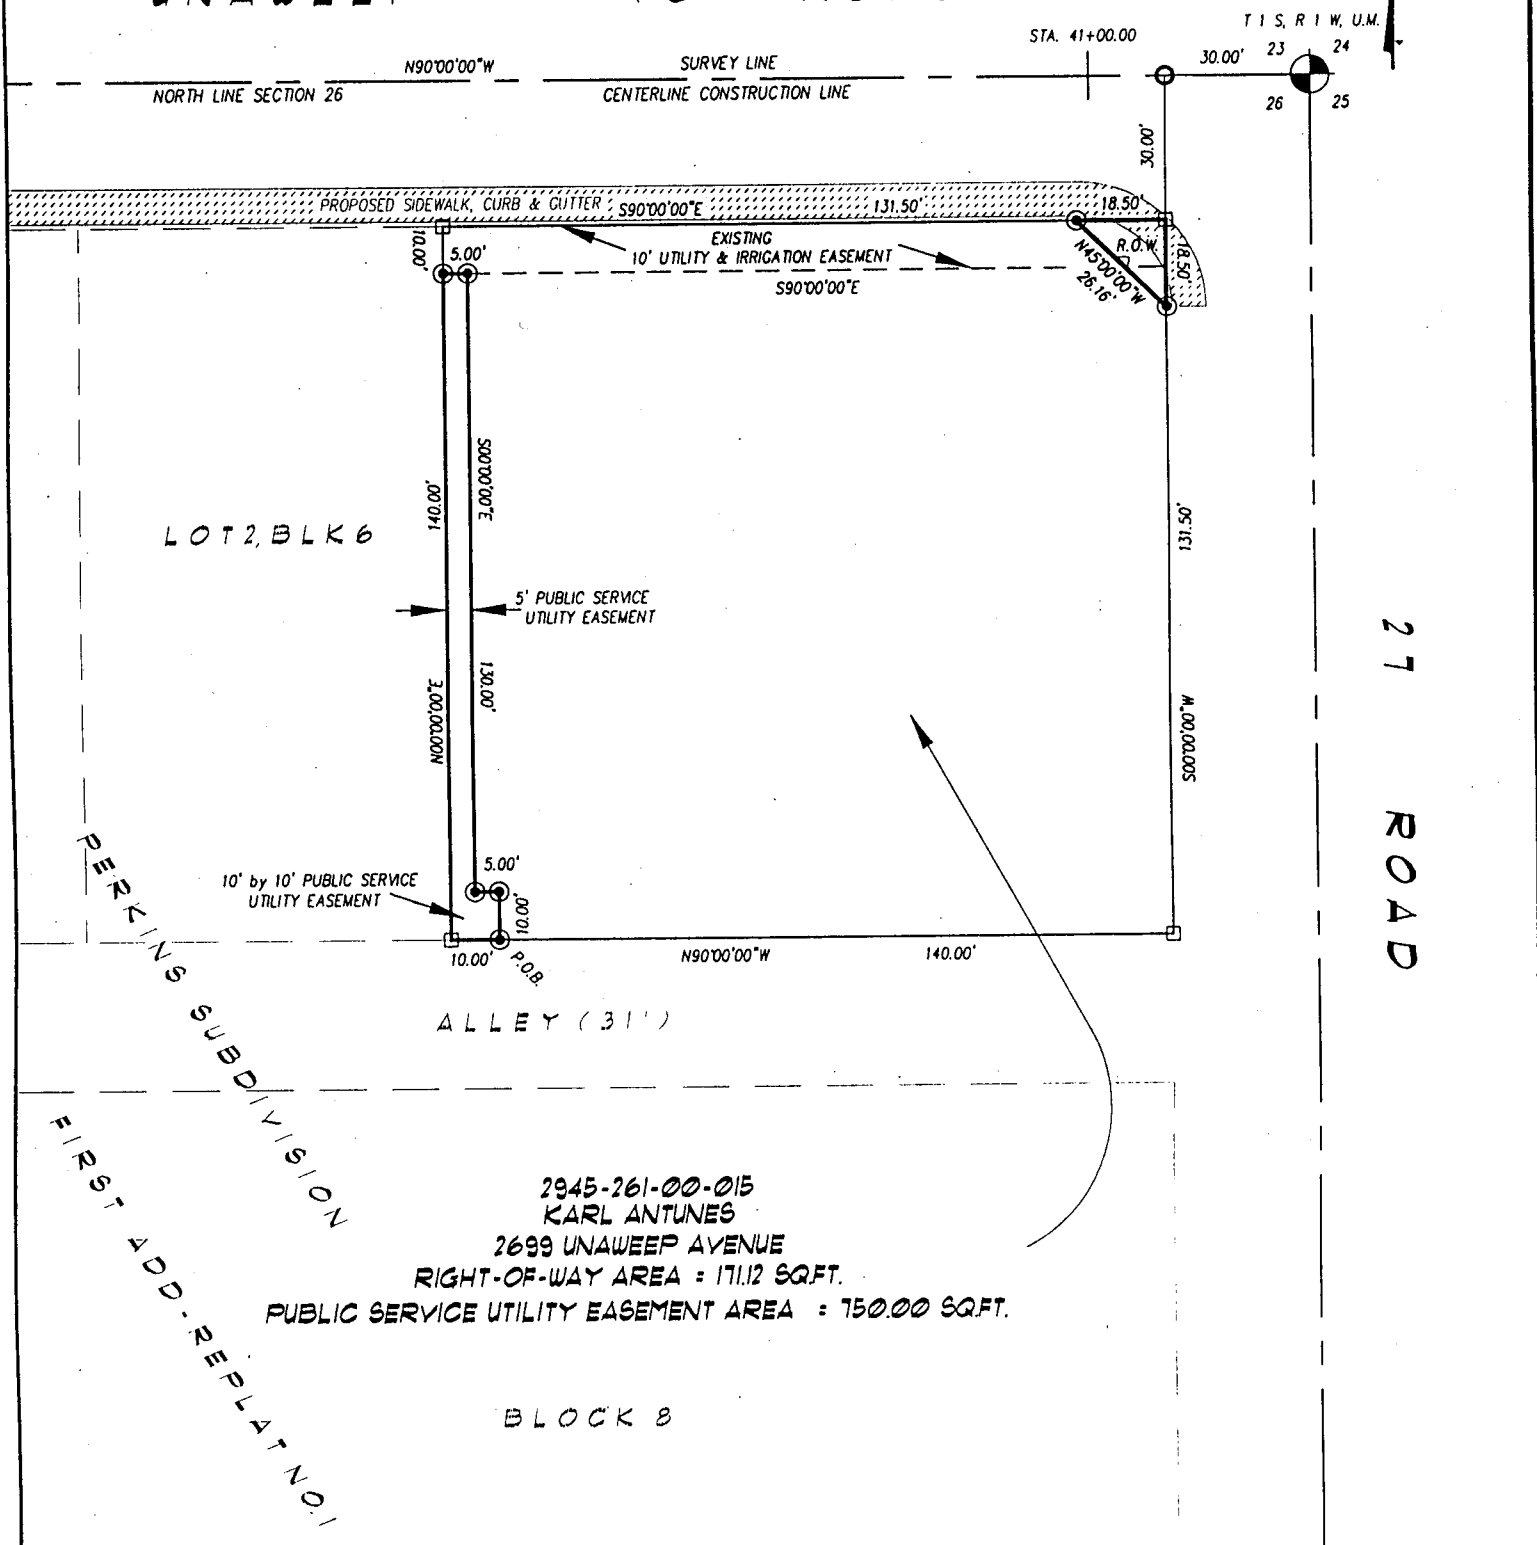 T 1 S, R 1 W, U.M.
STA. 41+00.00
23 24
30.00'
N90°00'00"W
SURVEY LINE
NORTH LINE SECTION 26
CENTERLINE CONSTRUCTION LINE
26 25
30.00'
PROPOSED SIDEWALK, CURB & GUTTER
S90°00'00"E
131.50'
18.50'
10.00'
5.00'
EXISTING
10' UTILITY & IRRIGATION EASEMENT
R.O.W.
18.50'
N45°00'00"W
26.16'
S90°00'00"E
140.00'
S00°00'00"E
131.50'
LOT 2, BLK 6
5' PUBLIC SERVICE
UTILITY EASEMENT
27 ROAD
N00°00'00"E
130.00'
S00°00'00"W
5.00'
10' by 10' PUBLIC SERVICE
UTILITY EASEMENT
10.00'
10.00'
P.O.B.
N90°00'00"W
140.00'
ALLEY (31')
PERKINS SUBDIVISION
FIRST ADD-REPLAT NO. 1
2945-261-00-015
KARL ANTUNES
2699 UNAWEEP AVENUE
RIGHT-OF-WAY AREA = 171.12 SQ.FT.
PUBLIC SERVICE UTILITY EASEMENT AREA = 750.00 SQ.FT.
BLOCK 8